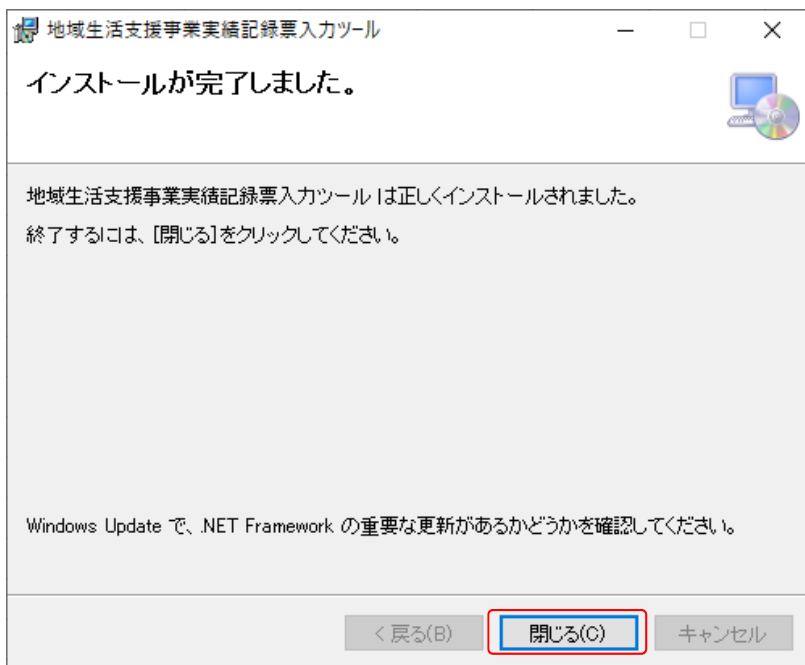 地域生活支援事業実績記録票入力ツール
インストールが完了しました。
地域生活支援事業実績記録票入力ツール は正しくインストールされました。
終了するには、[閉じる]をクリックしてください。
Windows Update で、.NET Framework の重要な更新があるかどうかを確認してください。
< 戻る(B) 閉じる(C) キャンセル